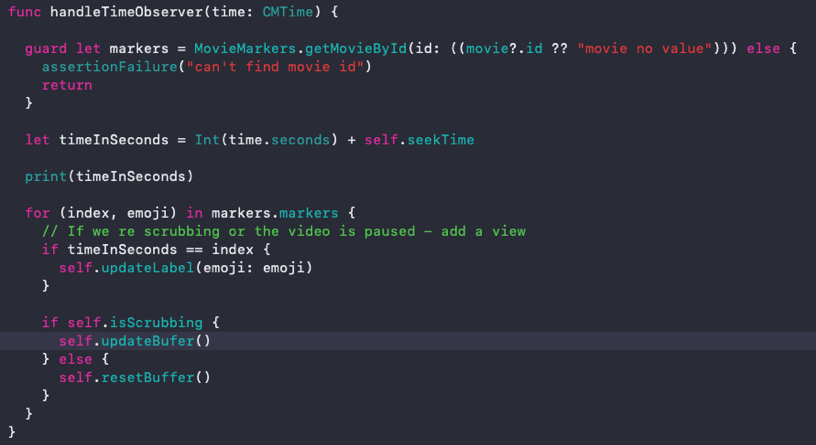 func handleTimeObserver(time: CMTime) {
guard let markers = MovieMarkers.getMovieById(id: ((movie?.id ?? "movie no value"))) else {
assertionFailure("can't find movie id")
return
}
let timeInSeconds = Int(time.seconds) + self.seekTime
print(timeInSeconds)
for (index, emoji) in markers.markers {
// If we re scrubbing or the video is paused – add a view
if timeInSeconds == index {
self.updateLabel(emoji: emoji)
}
if self.isScrubbing {
self.updateBufer()
} else {
self.resetBuffer()
}
}
}